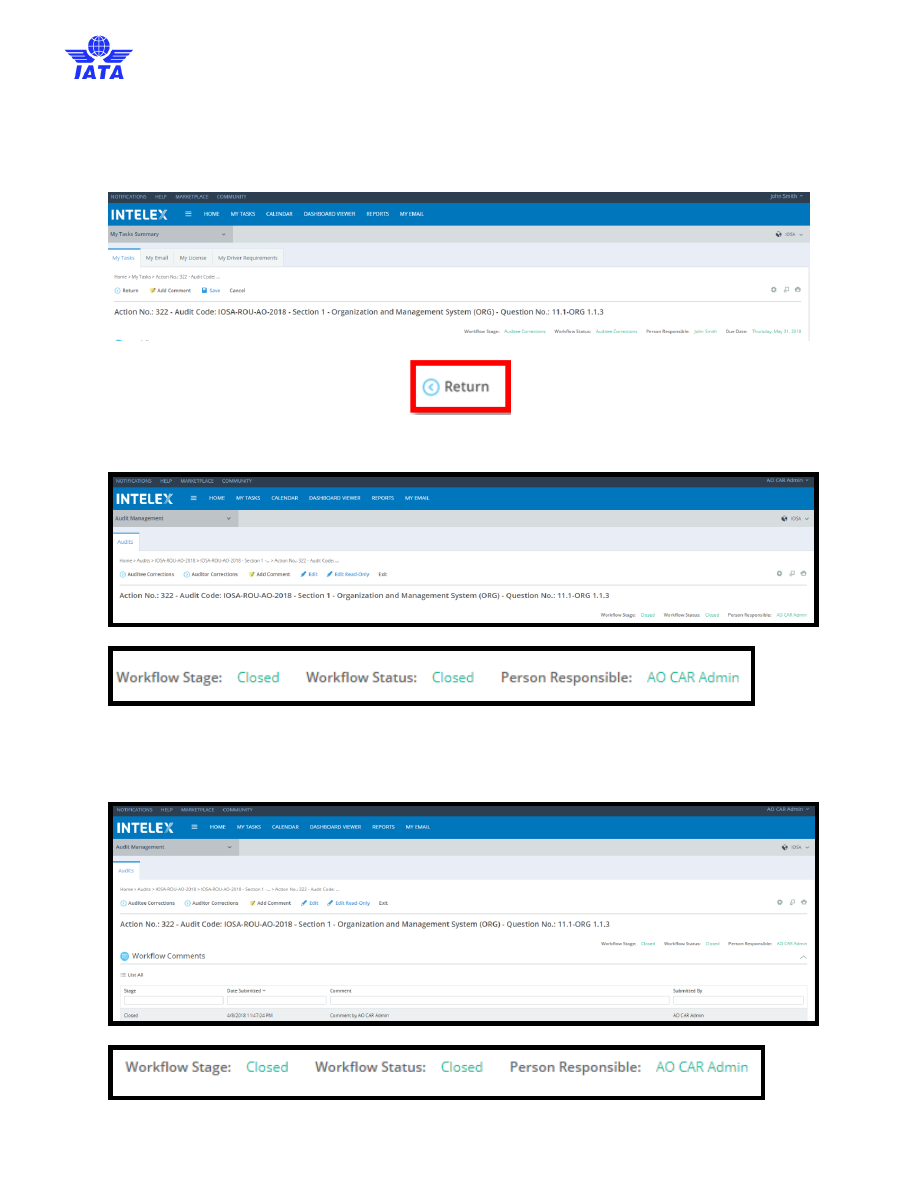 IATA
NOTIFICATIONS HELP MARKETPLACE COMMUNITY John Smith
INTELEX HOME MY TASKS CALENDAR DASHBOARD VIEWER REPORTS MY EMAIL
My Tasks Summary IOSA
My Tasks My Email My License My Driver Requirements
Home > My Tasks > Action No.: 322 - Audit Code: ...
Return Add Comment Save Cancel
Action No.: 322 - Audit Code: IOSA-ROU-AO-2018 - Section 1 - Organization and Management System (ORG) - Question No.: 11.1-ORG 1.1.3
Workflow Stage: Auditee Corrections Workflow Status: Auditee Corrections Person Responsible: John Smith Due Date: Thursday, May 31, 2018
Return
NOTIFICATIONS HELP MARKETPLACE COMMUNITY AO CAR Admin
INTELEX HOME MY TASKS CALENDAR DASHBOARD VIEWER REPORTS MY EMAIL
Audit Management IOSA
Audits
Home > Audits > IOSA-ROU-AO-2018 > IOSA-ROU-AO-2018 - Section 1 -... > Action No.: 322 - Audit Code: ...
Auditee Corrections Auditor Corrections Add Comment Edit Edit Read-Only Exit
Action No.: 322 - Audit Code: IOSA-ROU-AO-2018 - Section 1 - Organization and Management System (ORG) - Question No.: 11.1-ORG 1.1.3
Workflow Stage: Closed Workflow Status: Closed Person Responsible: AO CAR Admin
Workflow Stage: Closed Workflow Status: Closed Person Responsible: AO CAR Admin
NOTIFICATIONS HELP MARKETPLACE COMMUNITY AO CAR Admin
INTELEX HOME MY TASKS CALENDAR DASHBOARD VIEWER REPORTS MY EMAIL
Audit Management IOSA
Audits
Home > Audits > IOSA-ROU-AO-2018 > IOSA-ROU-AO-2018 - Section 1 -... > Action No.: 322 - Audit Code: ...
Auditee Corrections Auditor Corrections Add Comment Edit Edit Read-Only Exit
Action No.: 322 - Audit Code: IOSA-ROU-AO-2018 - Section 1 - Organization and Management System (ORG) - Question No.: 11.1-ORG 1.1.3
Workflow Stage: Closed Workflow Status: Closed Person Responsible: AO CAR Admin
Workflow Comments
List All
Stage Date Submitted Comment Submitted By
Closed 4/8/2018 11:47:24 PM Comment by AO CAR Admin AO CAR Admin
Workflow Stage: Closed Workflow Status: Closed Person Responsible: AO CAR Admin